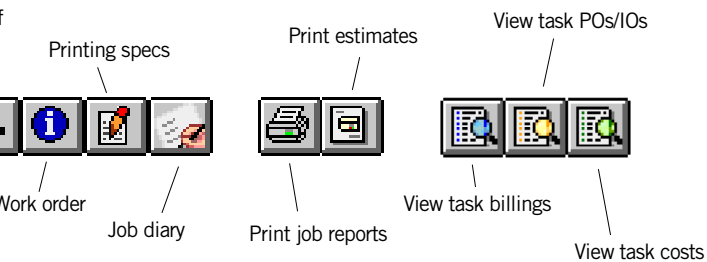 View task POs/IOs
Print estimates
Printing specs
Work order
Job diary
Print job reports
View task billings
View task costs